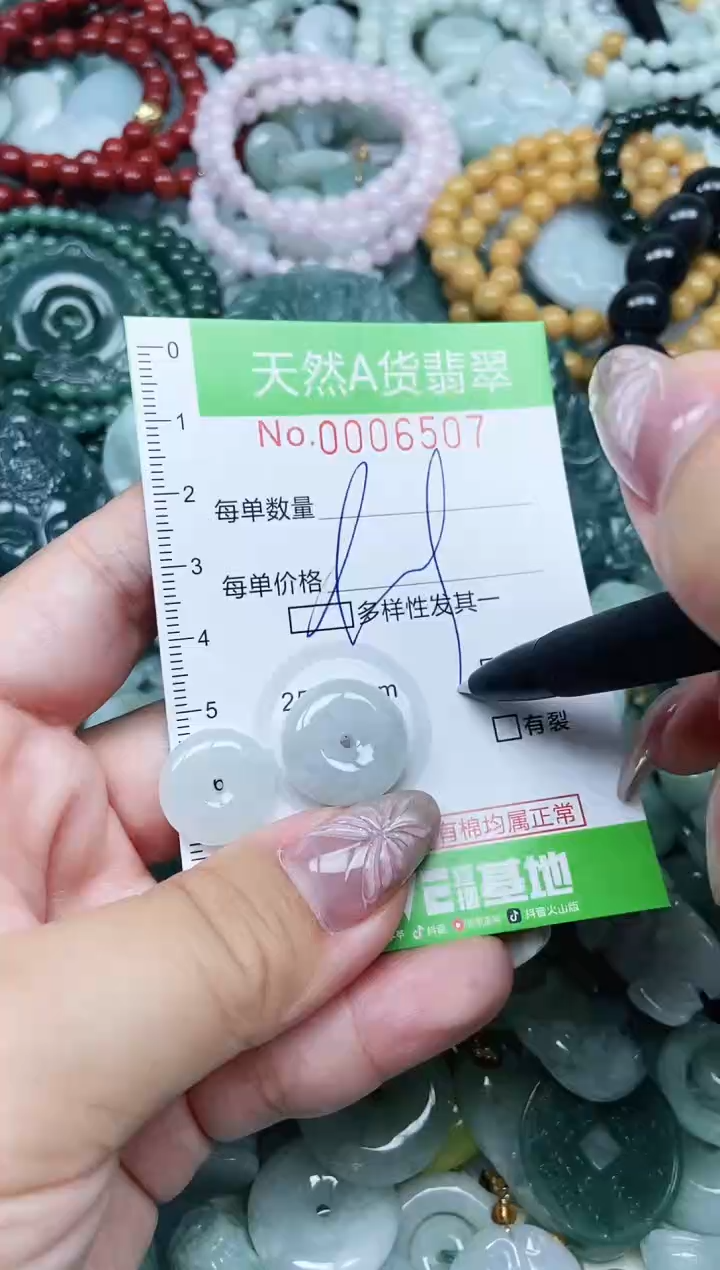 0
天然A货翡翠
No.0006507
1
2
每单数量
3
每单价格
多样性发其一
4
5
25
m
有裂
有棉均属正常
基地
抖音
抖音火山版